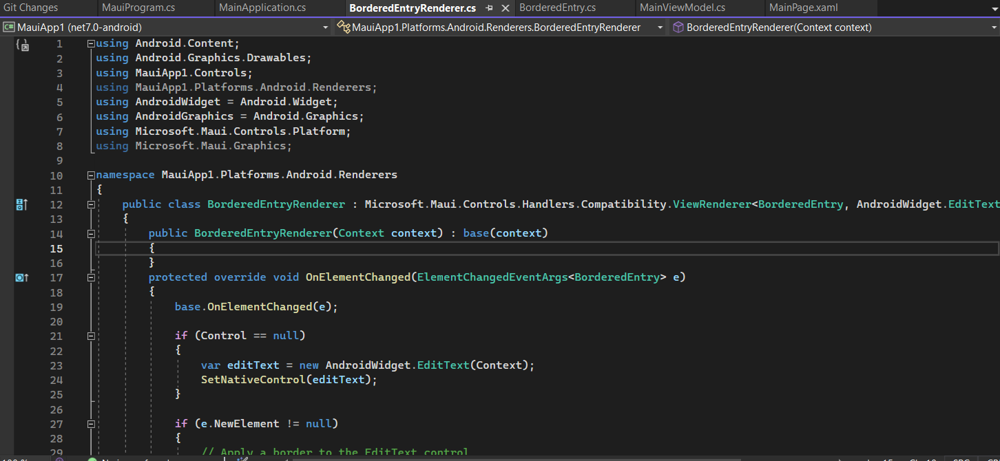 Git Changes MauiProgram.cs MainApplication.cs BorderedEntryRenderer.cs BorderedEntry.cs MainViewModel.cs MainPage.xaml
C# MauiApp1 (net7.0-android) MauiApp1.Platforms.Android.Renderers.BorderedEntryRenderer BorderedEntryRenderer(Context context)
1 using Android.Content;
2 using Android.Graphics.Drawables;
3 using MauiApp1.Controls;
4 using MauiApp1.Platforms.Android.Renderers;
5 using AndroidWidget = Android.Widget;
6 using AndroidGraphics = Android.Graphics;
7 using Microsoft.Maui.Controls.Platform;
8 using Microsoft.Maui.Graphics;
9
10 namespace MauiApp1.Platforms.Android.Renderers
11 {
12 public class BorderedEntryRenderer : Microsoft.Maui.Controls.Handlers.Compatibility.ViewRenderer<BorderedEntry, AndroidWidget.EditText
13 {
14 public BorderedEntryRenderer(Context context) : base(context)
15 {
16 }
17 protected override void OnElementChanged(ElementChangedEventArgs<BorderedEntry> e)
18 {
19 base.OnElementChanged(e);
20
21 if (Control == null)
22 {
23 var editText = new AndroidWidget.EditText(Context);
24 SetNativeControl(editText);
25 }
26
27 if (e.NewElement != null)
28 {
29 // Apply a border to the EditText control